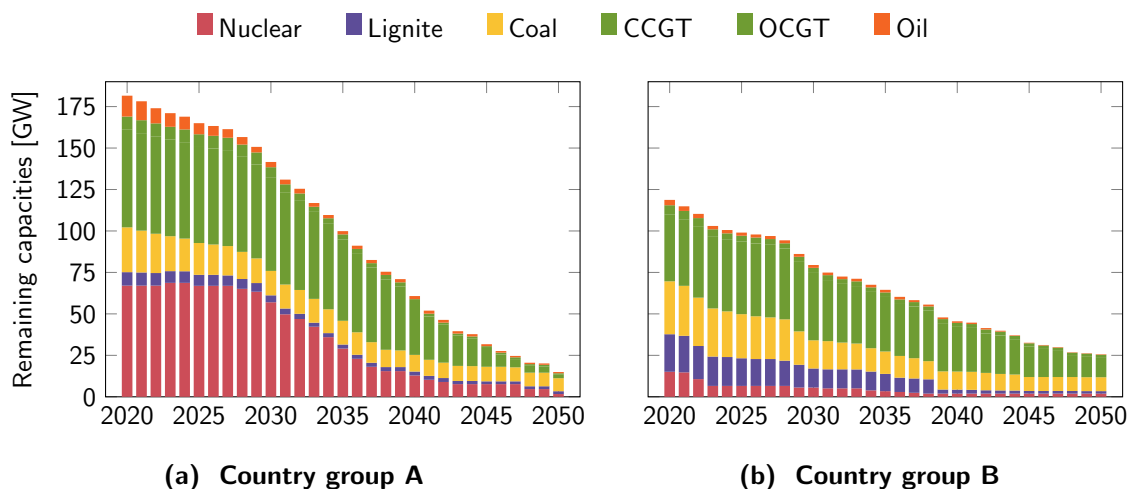 Nuclear Lignite Coal CCGT OCGT Oil
Remaining capacities [GW]
175
150
125
100
75
50
25
0
2020 2025 2030 2035 2040 2045 2050
2020 2025 2030 2035 2040 2045 2050
(a) Country group A
(b) Country group B